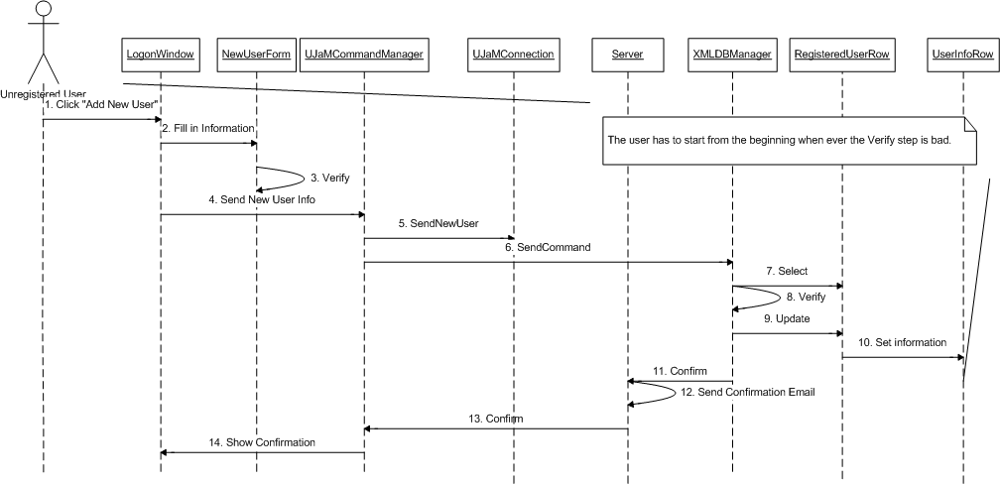 LogonWindow
NewUserForm
UJaMCommandManager
UJaMConnection
Server
XMLDBManager
RegisteredUserRow
UserInfoRow
Unregistered User
1. Click "Add New User"
2. Fill in Information
The user has to start from the beginning when ever the Verify step is bad.
3. Verify
4. Send New User Info
5. SendNewUser
6. SendCommand
7. Select
8. Verify
9. Update
10. Set information
11. Confirm
12. Send Confirmation Email
13. Confirm
14. Show Confirmation